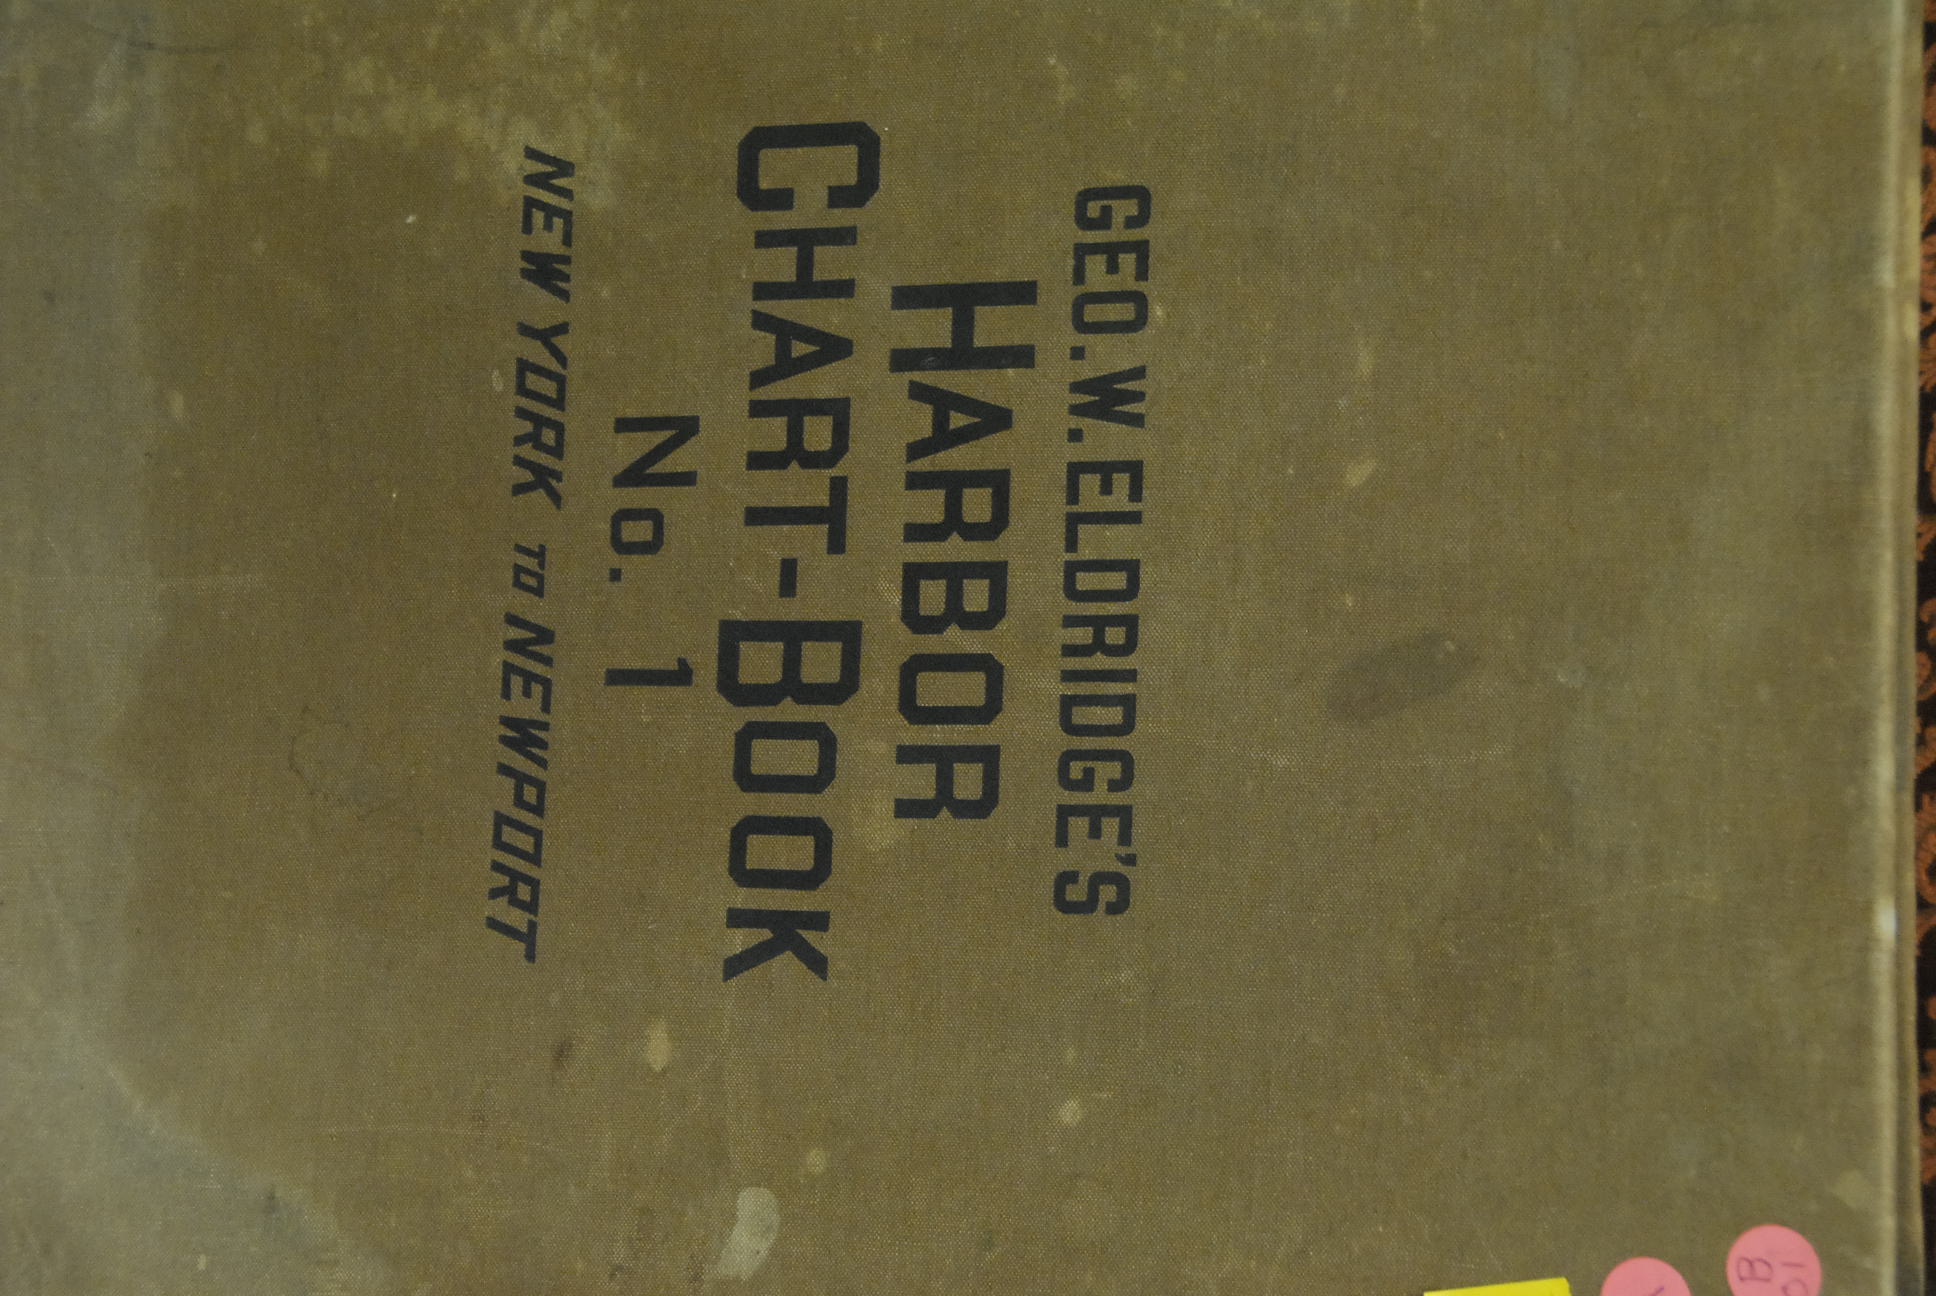 GEO. W. ELDRIDGE'S
HARBOR
CHART-BOOK
No. 1
NEW YORK TO NEWPORT
B